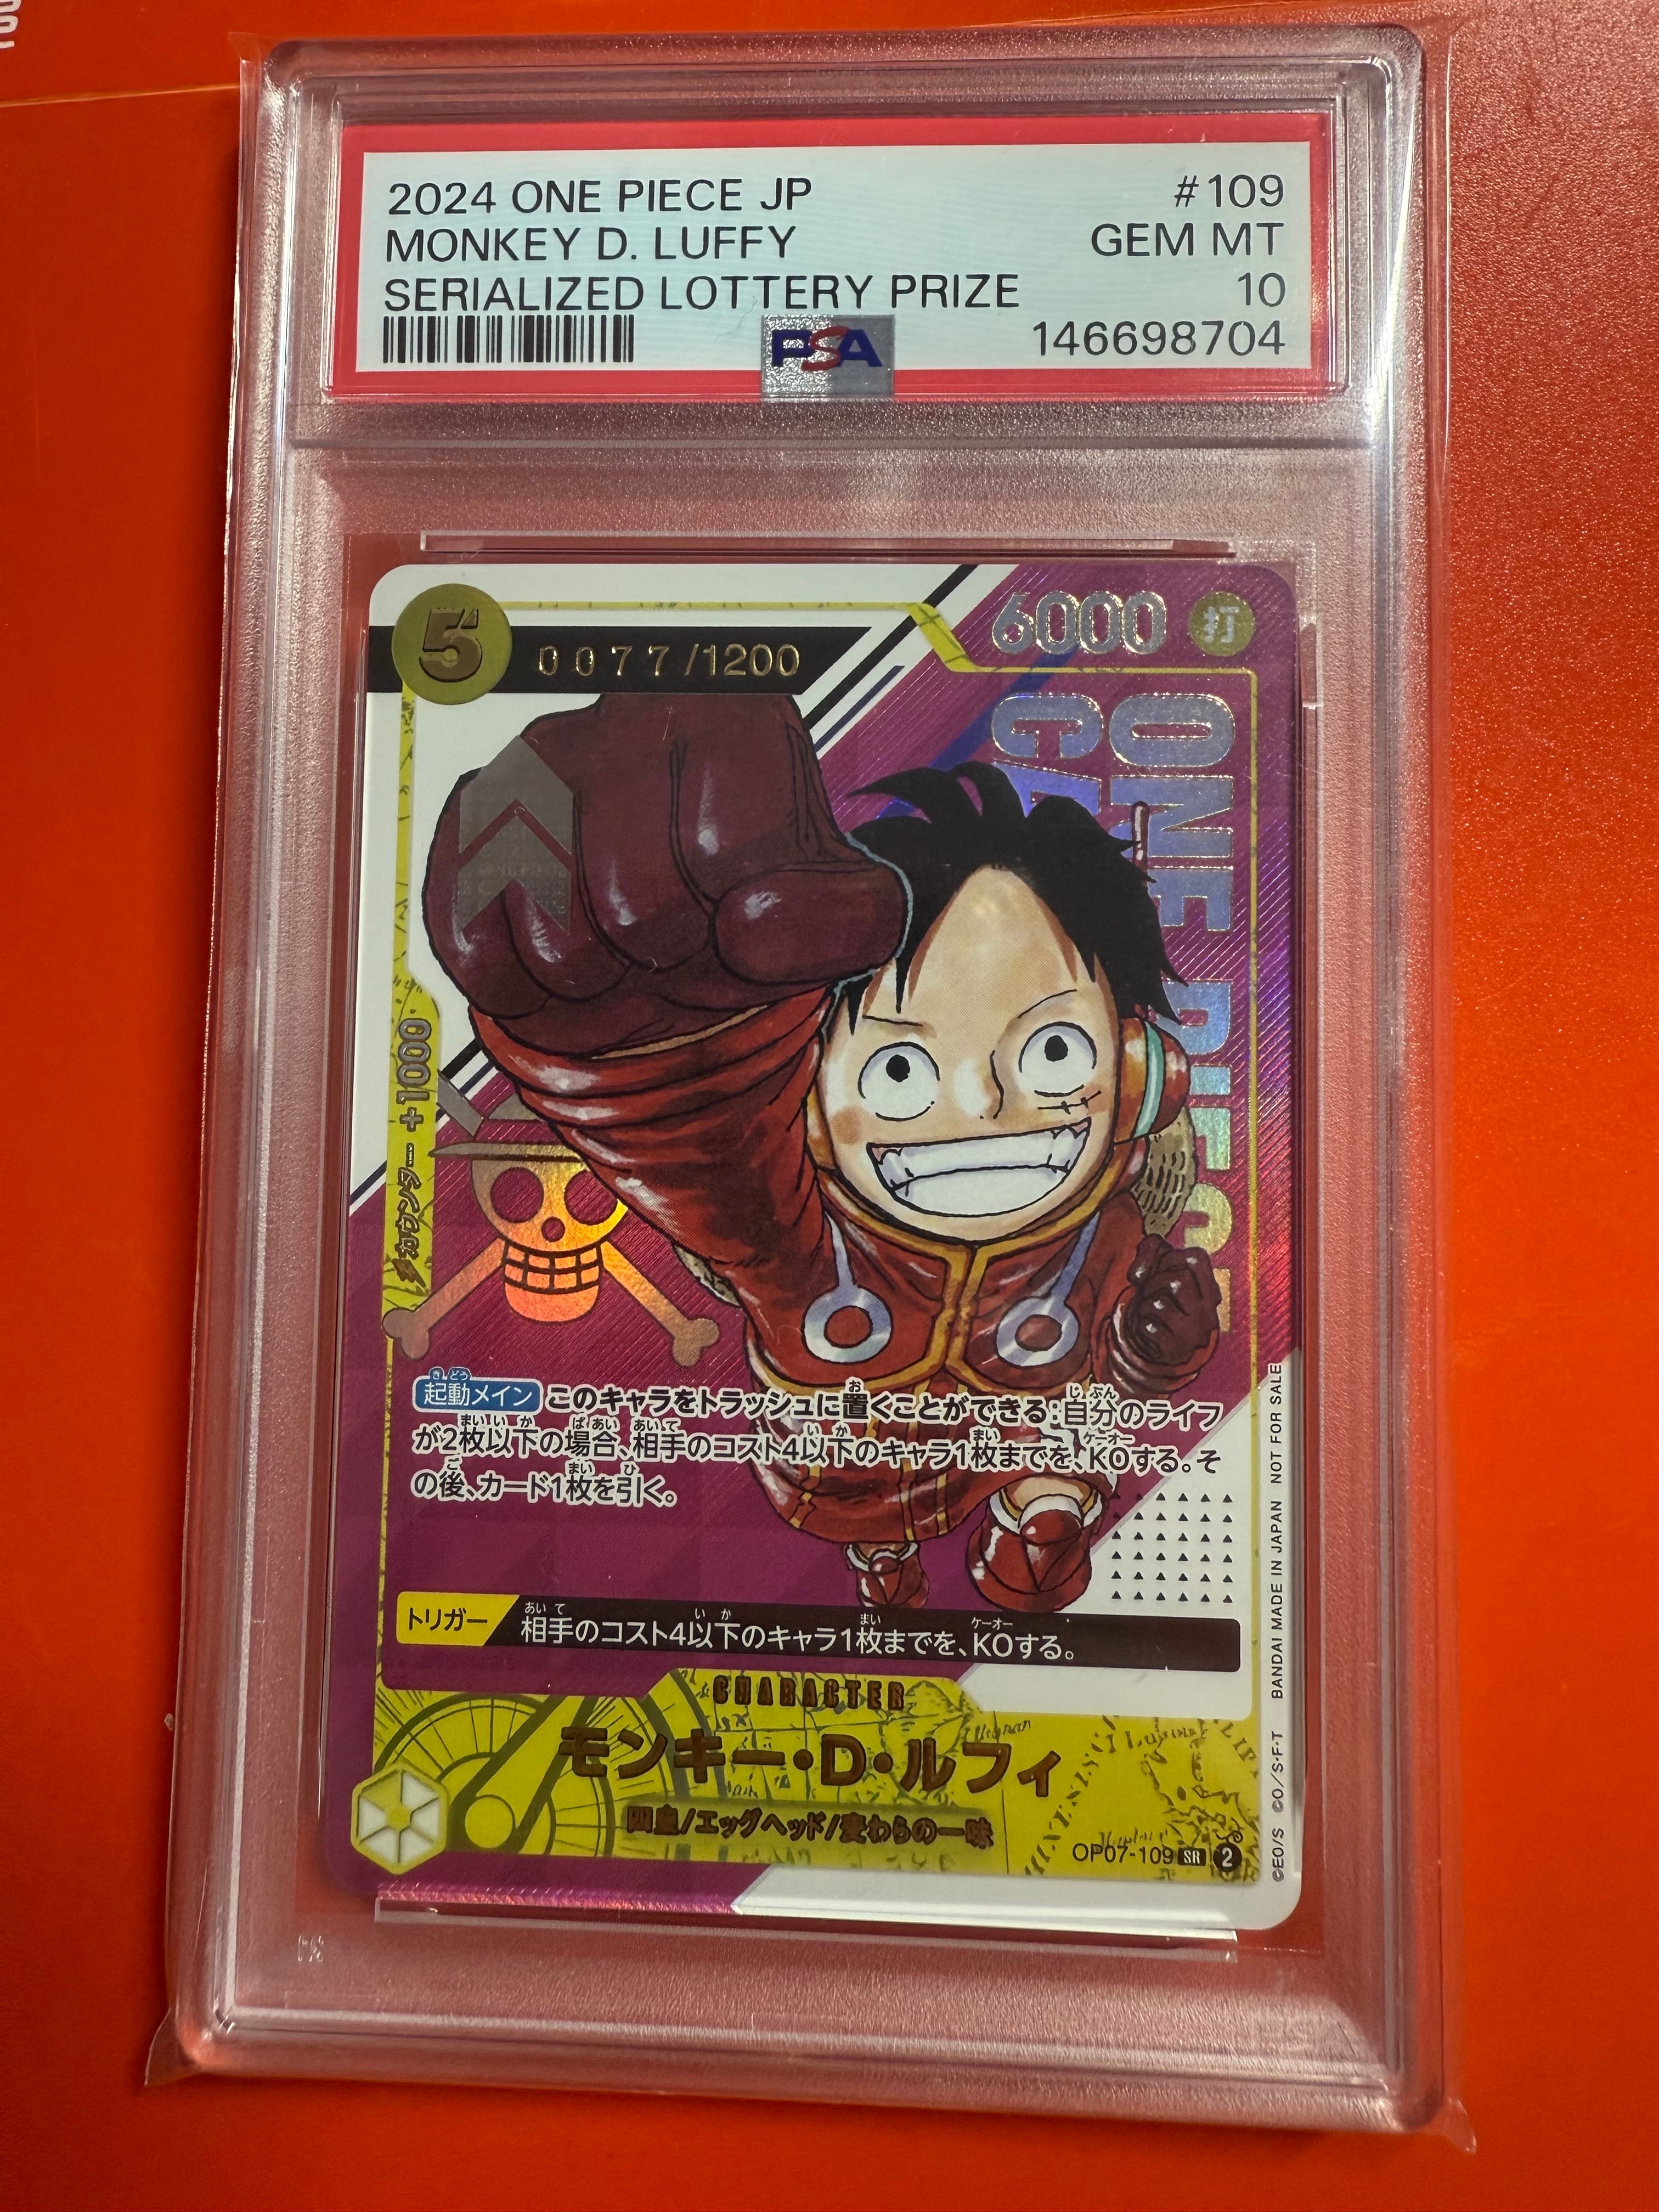 2024 ONE PIECE JP
#109
MONKEY D. LUFFY
GEM MT
SERIALIZED LOTTERY PRIZE
10
PSA
146698704
5
0077/1200
6000
打
ONE PIECE
カウンター +1000
起動メイン このキャラをトラッシュに置くことができる:自分のライフ
が2枚以下の場合、相手のコスト4以下のキャラ1枚までを、KOする。そ
の後、カード1枚を引く。
トリガー
相手のコスト4以下のキャラ1枚までを、KOする。
CHARACTER
モンキー・D・ルフィ
四皇/エッグヘッド/麦わらの一味
OP07-109 SR 2
©EO/S ©O/S・F・T BANDAI MADE IN JAPAN NOT FOR SALE